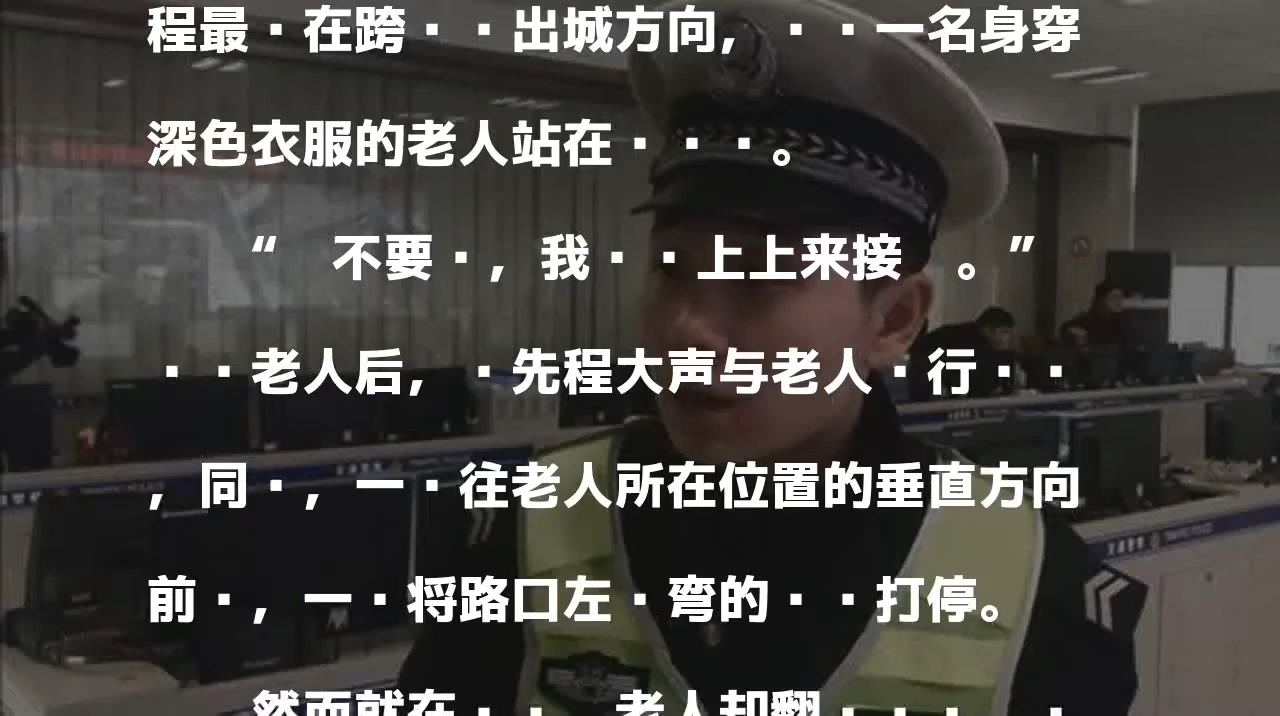 程最·在跨··出城方向，··一名身穿
深色衣服的老人站在···。
“　不要·，我··上上来接　。”
··老人后，·先程大声与老人·行··
，同·，一·往老人所在位置的垂直方向
前·，一·将路口左·弯的··打停。
然而就在··　老人却翻···　·